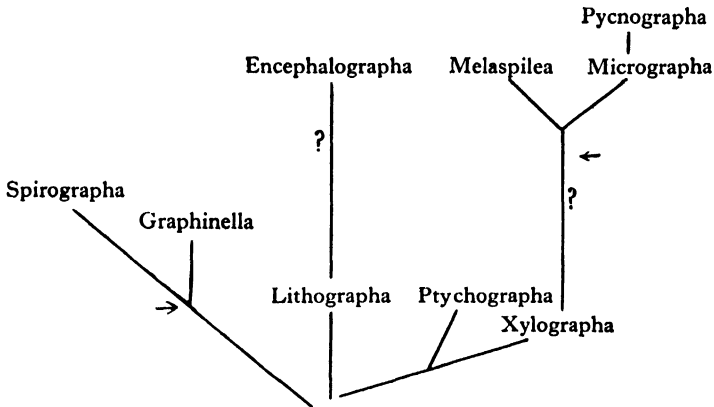 Pycnographa
Encephalographa Melaspilea Micrographa
?
?
Spirographa
Graphinella
Lithographa Ptychographa
Xylographa